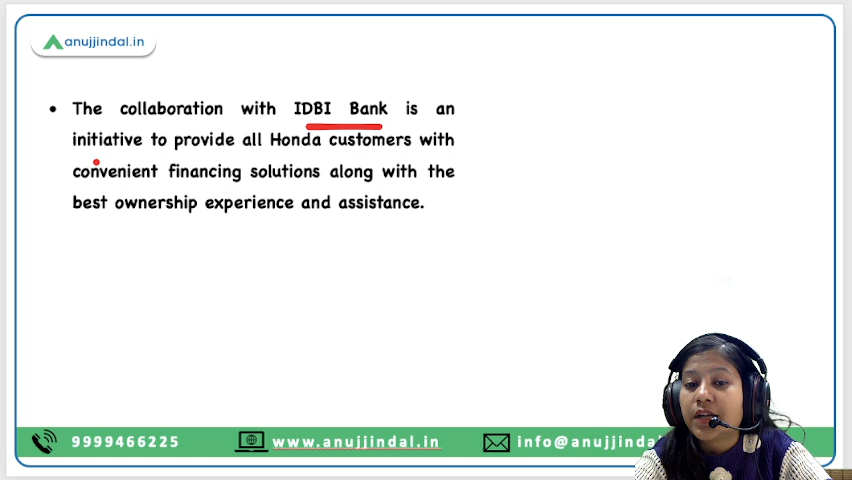 anujjindal.in
• The collaboration with IDBI Bank is an
initiative to provide all Honda customers with
convenient financing solutions along with the
best ownership experience and assistance.
9999466225
www.anujjindal.in
info@anujjinda